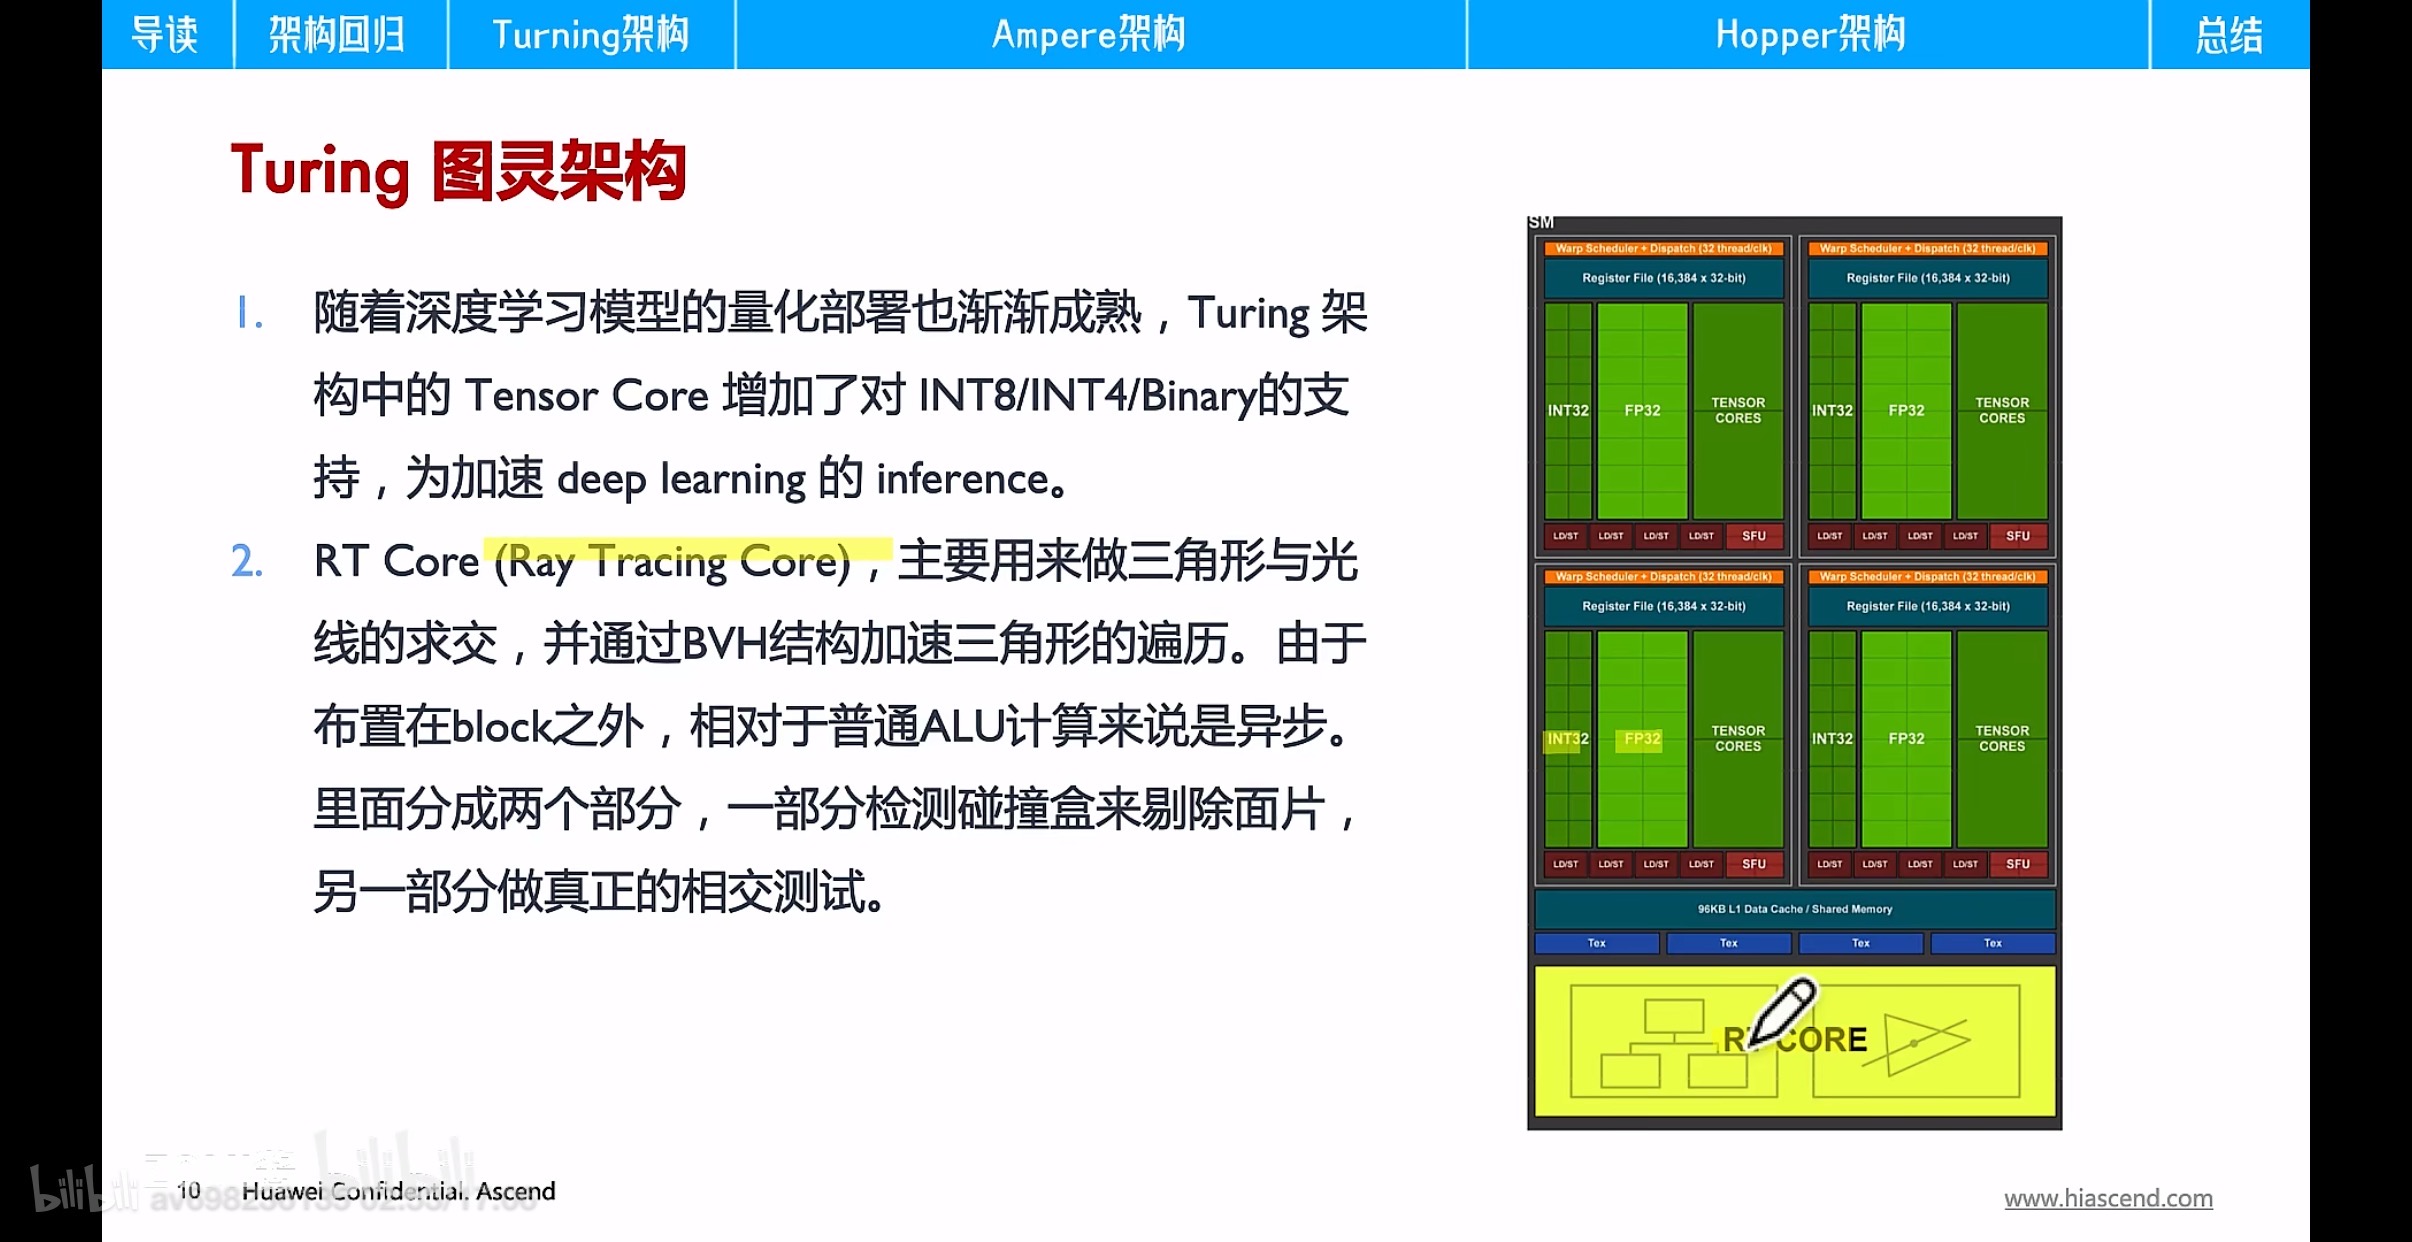 导读 架构回归 Turning架构 Ampere架构 Hopper架构 总结
Turing 图灵架构
1. 随着深度学习模型的量化部署也渐渐成熟，Turing 架
构中的 Tensor Core 增加了对 INT8/INT4/Binary的支
持，为加速 deep learning 的 inference。
2. RT Core (Ray Tracing Core)，主要用来做三角形与光
线的求交，并通过BVH结构加速三角形的遍历。由于
布置在block之外，相对于普通ALU计算来说是异步。
里面分成两个部分，一部分检测碰撞盒来剔除面片，
另一部分做真正的相交测试。
SM
Warp Scheduler + Dispatch (32 thread/clk) Warp Scheduler + Dispatch (32 thread/clk)
Register File (16,384 x 32-bit) Register File (16,384 x 32-bit)
INT32 FP32 TENSOR CORES INT32 FP32 TENSOR CORES
LD/ST LD/ST LD/ST LD/ST SFU LD/ST LD/ST LD/ST LD/ST SFU
Warp Scheduler + Dispatch (32 thread/clk) Warp Scheduler + Dispatch (32 thread/clk)
Register File (16,384 x 32-bit) Register File (16,384 x 32-bit)
INT32 FP32 TENSOR CORES INT32 FP32 TENSOR CORES
LD/ST LD/ST LD/ST LD/ST SFU LD/ST LD/ST LD/ST LD/ST SFU
96KB L1 Data Cache / Shared Memory
Tex Tex Tex Tex
RT CORE
bilibili
10 Huawei Confidential. Ascend
www.hiascend.com